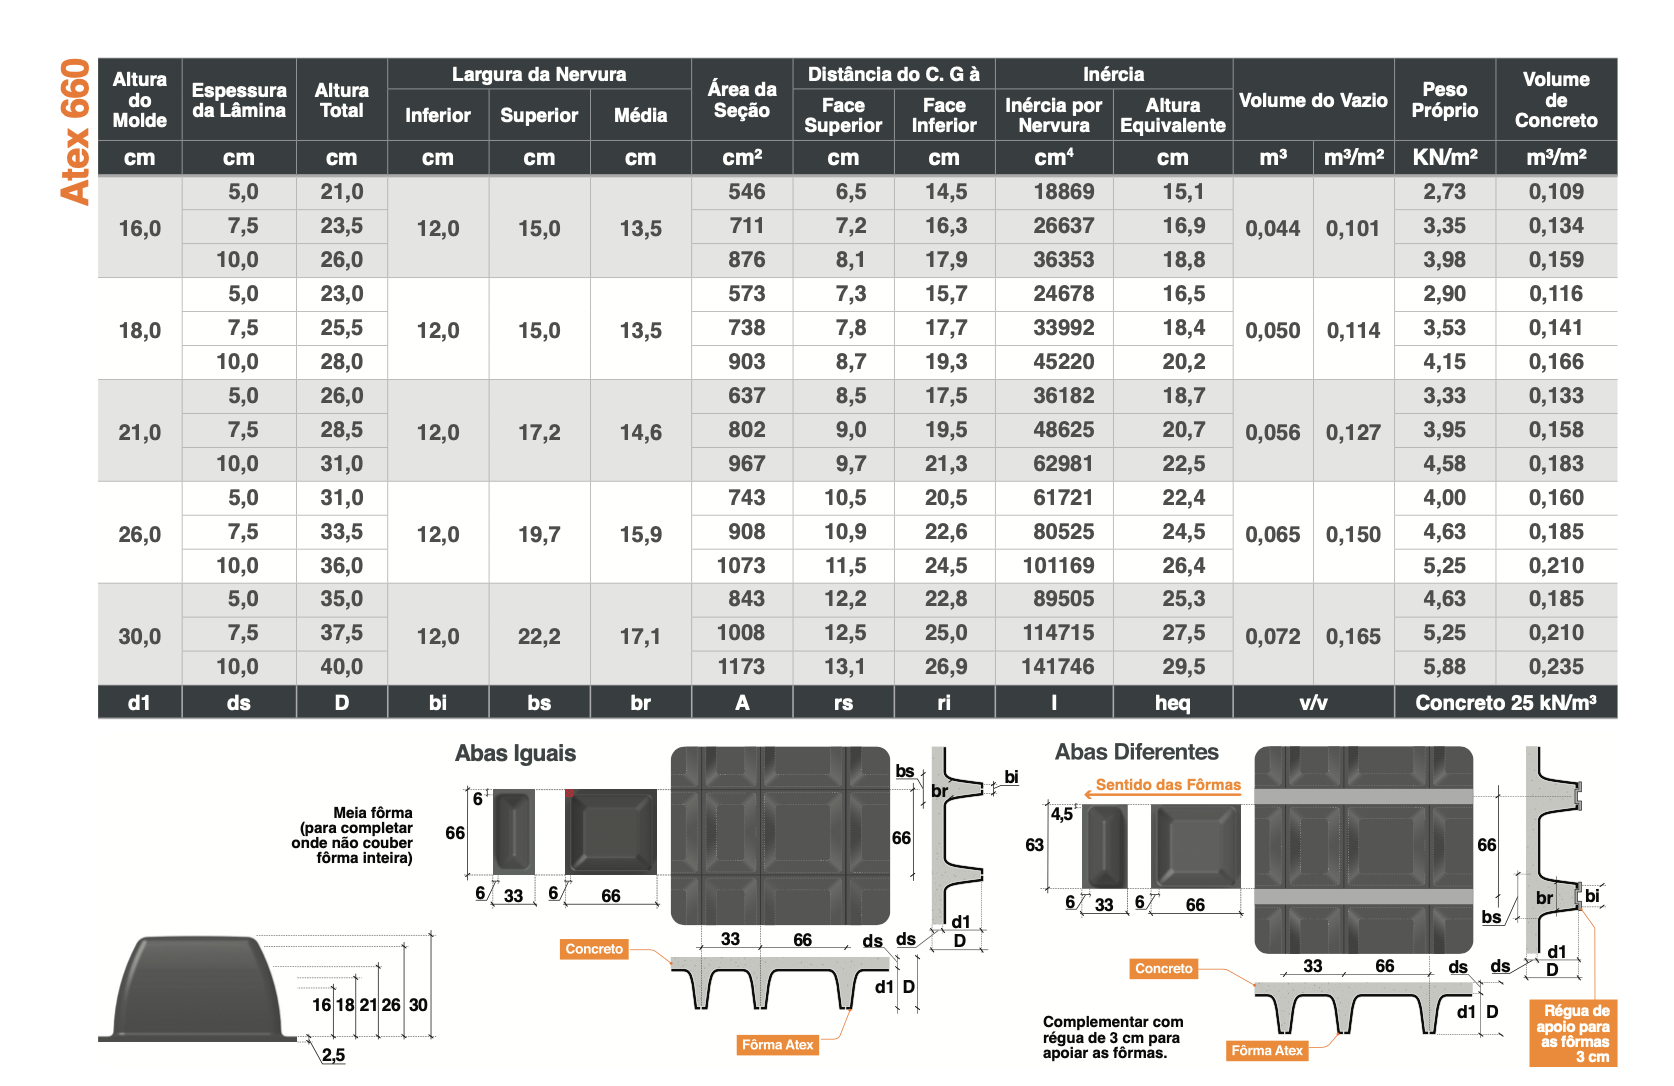 Atex 660
Altura do Molde | Espessura da Lâmina | Altura Total | Largura da Nervura | Área da Seção | Distância do C. G à | Inércia | Volume do Vazio | Peso Próprio | Volume de Concreto
Inferior | Superior | Média | Face Superior | Face Inferior | Inércia por Nervura | Altura Equivalente
cm | cm | cm | cm | cm | cm | cm² | cm | cm | cm⁴ | cm | m³ | m³/m² | KN/m² | m³/m²
16,0 | 5,0 | 21,0 | 12,0 | 15,0 | 13,5 | 546 | 6,5 | 14,5 | 18869 | 15,1 | 0,044 | 0,101 | 2,73 | 0,109
7,5 | 23,5 | 711 | 7,2 | 16,3 | 26637 | 16,9 | 3,35 | 0,134
10,0 | 26,0 | 876 | 8,1 | 17,9 | 36353 | 18,8 | 3,98 | 0,159
18,0 | 5,0 | 23,0 | 12,0 | 15,0 | 13,5 | 573 | 7,3 | 15,7 | 24678 | 16,5 | 0,050 | 0,114 | 2,90 | 0,116
7,5 | 25,5 | 738 | 7,8 | 17,7 | 33992 | 18,4 | 3,53 | 0,141
10,0 | 28,0 | 903 | 8,7 | 19,3 | 45220 | 20,2 | 4,15 | 0,166
21,0 | 5,0 | 26,0 | 12,0 | 17,2 | 14,6 | 637 | 8,5 | 17,5 | 36182 | 18,7 | 0,056 | 0,127 | 3,33 | 0,133
7,5 | 28,5 | 802 | 9,0 | 19,5 | 48625 | 20,7 | 3,95 | 0,158
10,0 | 31,0 | 967 | 9,7 | 21,3 | 62981 | 22,5 | 4,58 | 0,183
26,0 | 5,0 | 31,0 | 12,0 | 19,7 | 15,9 | 743 | 10,5 | 20,5 | 61721 | 22,4 | 0,065 | 0,150 | 4,00 | 0,160
7,5 | 33,5 | 908 | 10,9 | 22,6 | 80525 | 24,5 | 4,63 | 0,185
10,0 | 36,0 | 1073 | 11,5 | 24,5 | 101169 | 26,4 | 5,25 | 0,210
30,0 | 5,0 | 35,0 | 12,0 | 22,2 | 17,1 | 843 | 12,2 | 22,8 | 89505 | 25,3 | 0,072 | 0,165 | 4,63 | 0,185
7,5 | 37,5 | 1008 | 12,5 | 25,0 | 114715 | 27,5 | 5,25 | 0,210
10,0 | 40,0 | 1173 | 13,1 | 26,9 | 141746 | 29,5 | 5,88 | 0,235
d1 | ds | D | bi | bs | br | A | rs | ri | I | heq | v/v | Concreto 25 kN/m³
Abas Iguais
Meia fôrma
(para completar
onde não couber
fôrma inteira)
6
66
6 33
6 66
bs
br
bi
66
d1
ds
D
33 66 ds
Concreto
d1 D
Fôrma Atex
16 18 21 26 30
2,5
Abas Diferentes
Sentido das Fôrmas
4,5
63
6 33
6 66
66
bs
br
bi
d1
ds
D
33 66 ds
Concreto
d1 D
Fôrma Atex
Complementar com
régua de 3 cm para
apoiar as fôrmas.
Régua de
apoio para
as fôrmas
3 cm